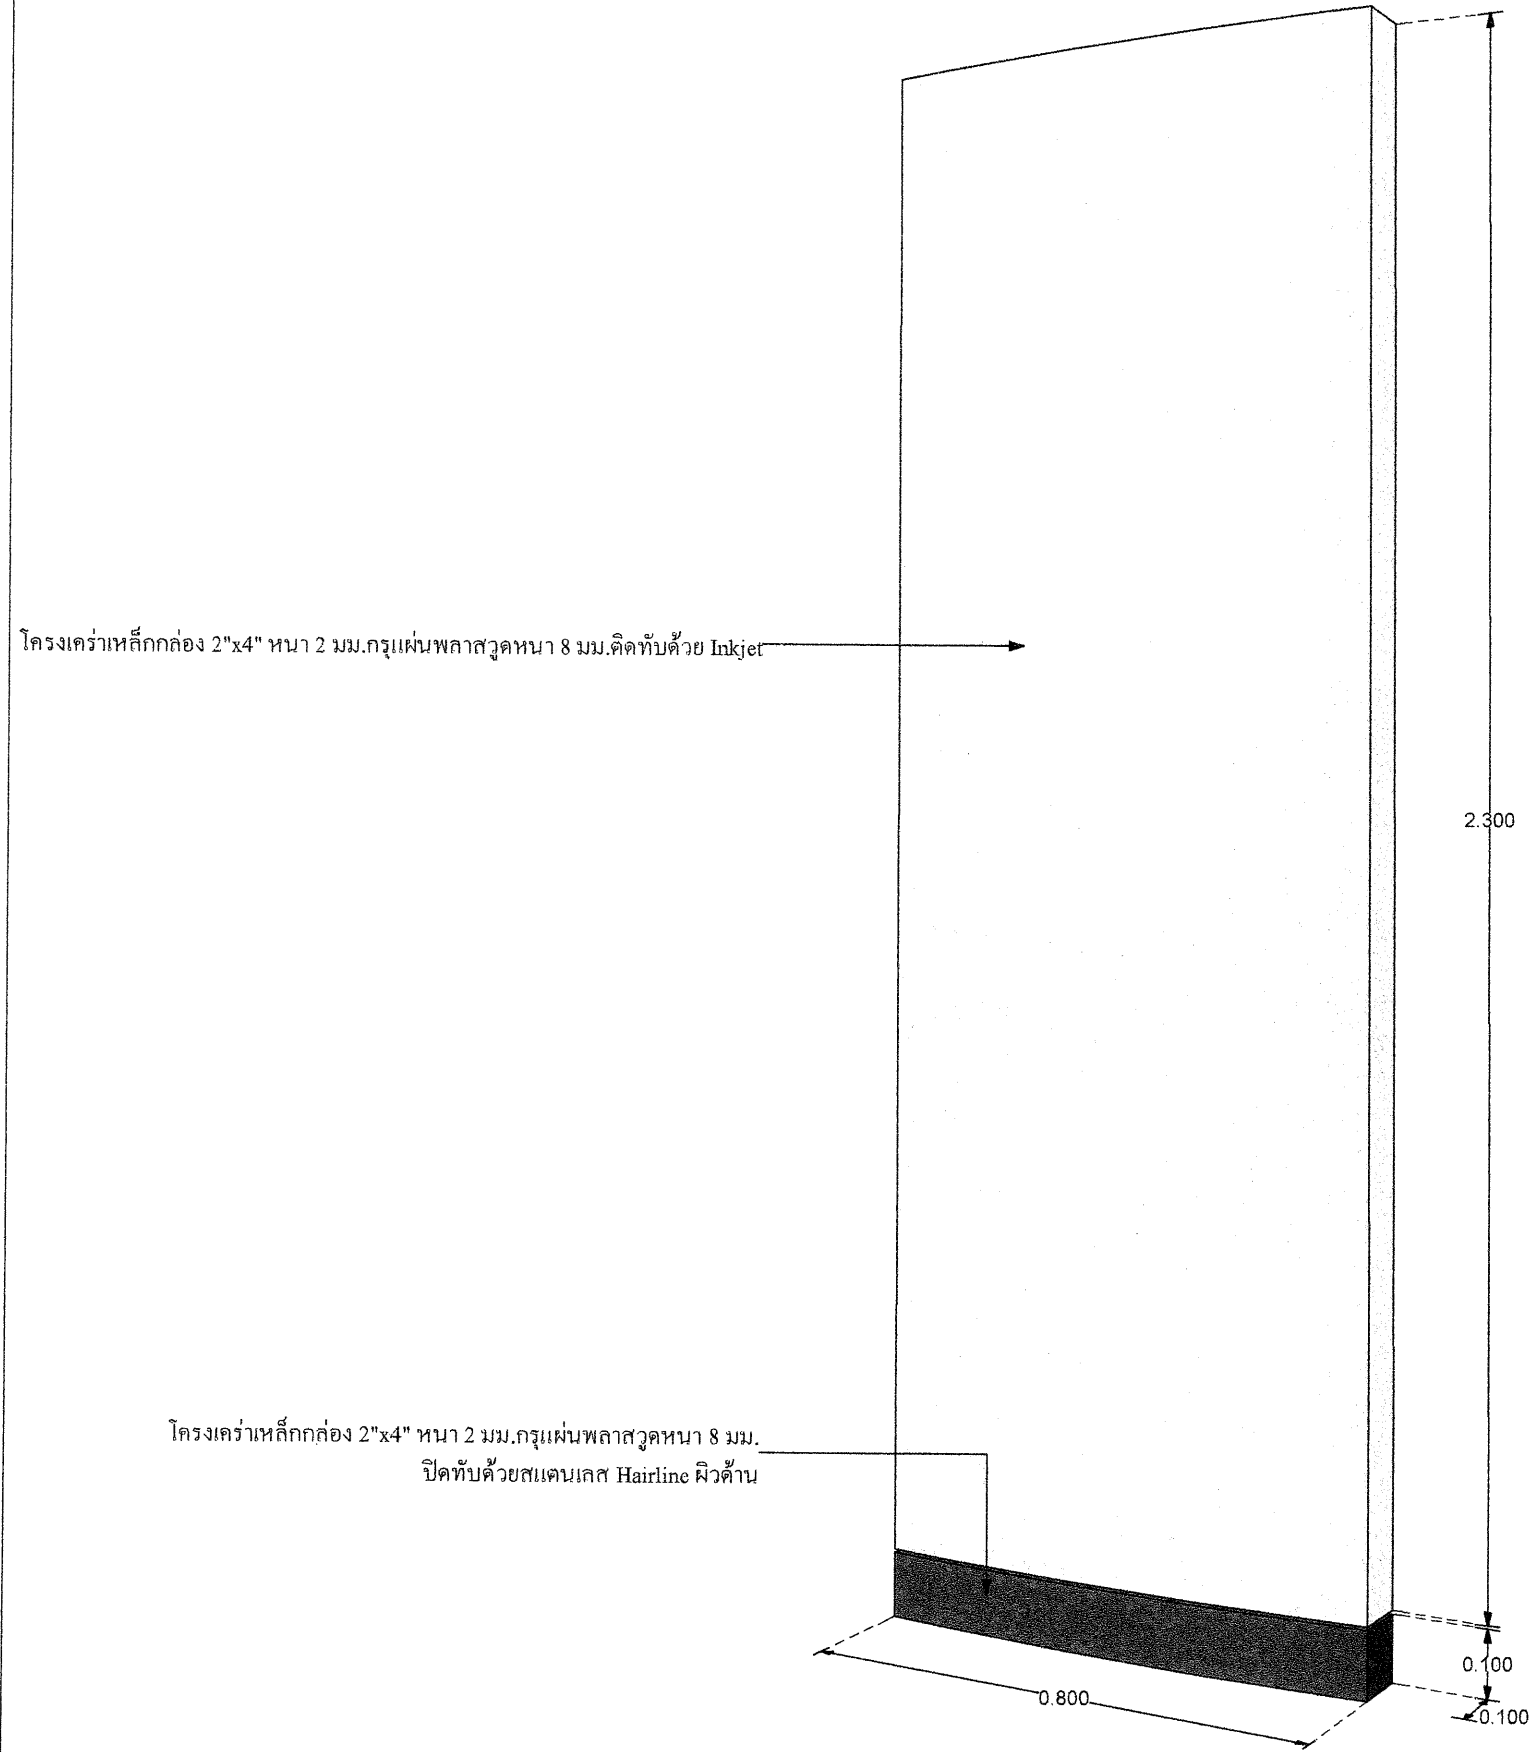 โครงเคร่าเหล็กกล่อง 2"x4" หนา 2 มม.กรุแผ่นพลาสวูดหนา 8 มม.ติดทับด้วย Inkjet
2.300
โครงเคร่าเหล็กกล่อง 2"x4" หนา 2 มม.กรุแผ่นพลาสวูดหนา 8 มม.
ปิดทับด้วยสแตนเลส Hairline ผิวด้าน
0.100
0.800
0.100